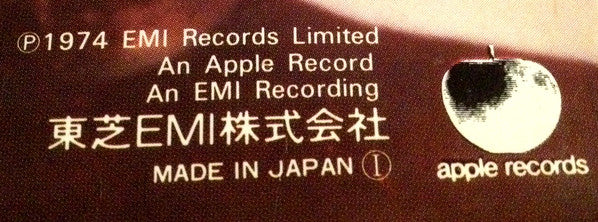 ℗1974 EMI Records Limited
An Apple Record
An EMI Recording
東芝EMI株式会社
MADE IN JAPAN Ⓘ
apple records